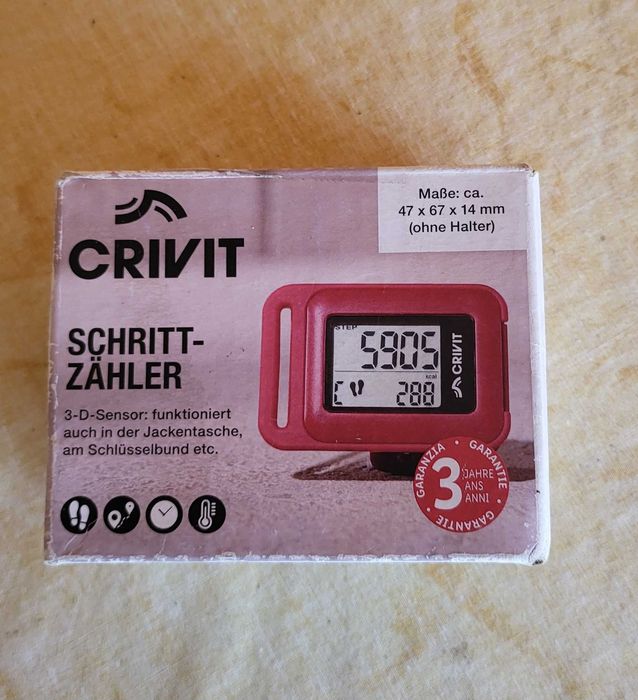 CRIVIT
Maße: ca.
47 x 67 x 14 mm
(ohne Halter)
SCHRITT-
ZÄHLER
3-D-Sensor: funktioniert
auch in der Jackentasche,
am Schlüsselbund etc.
STEP
5905
kcal
288
CRIVIT
GARANZIA • GARANTIE • GARANTIE •
3 JAHRE
ANS
ANNI